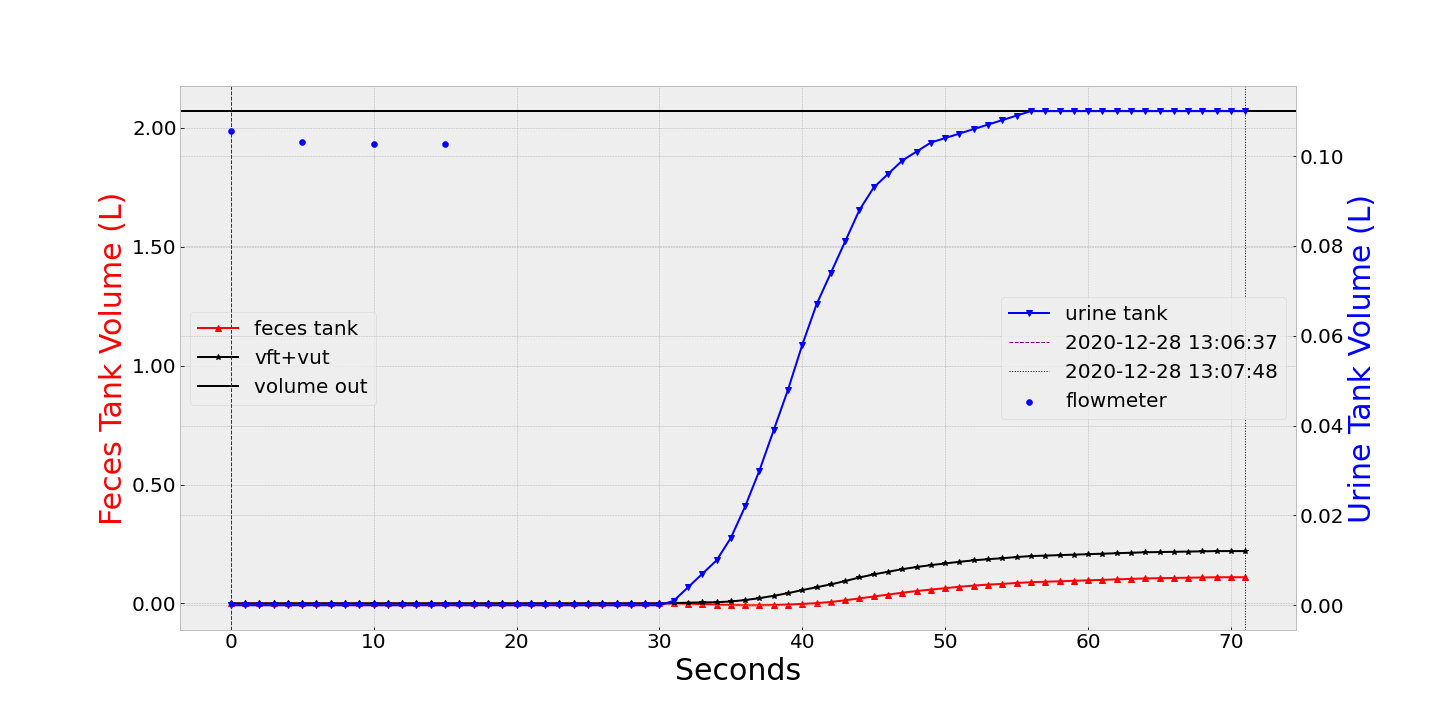 Feces Tank Volume (L)
2.00
1.50
1.00
0.50
0.00
feces tank
vft+vut
volume out
0
10
20
30
40
50
60
70
Seconds
urine tank
2020-12-28 13:06:37
2020-12-28 13:07:48
flowmeter
0.10
0.08
0.06
0.04
0.02
0.00
Urine Tank Volume (L)